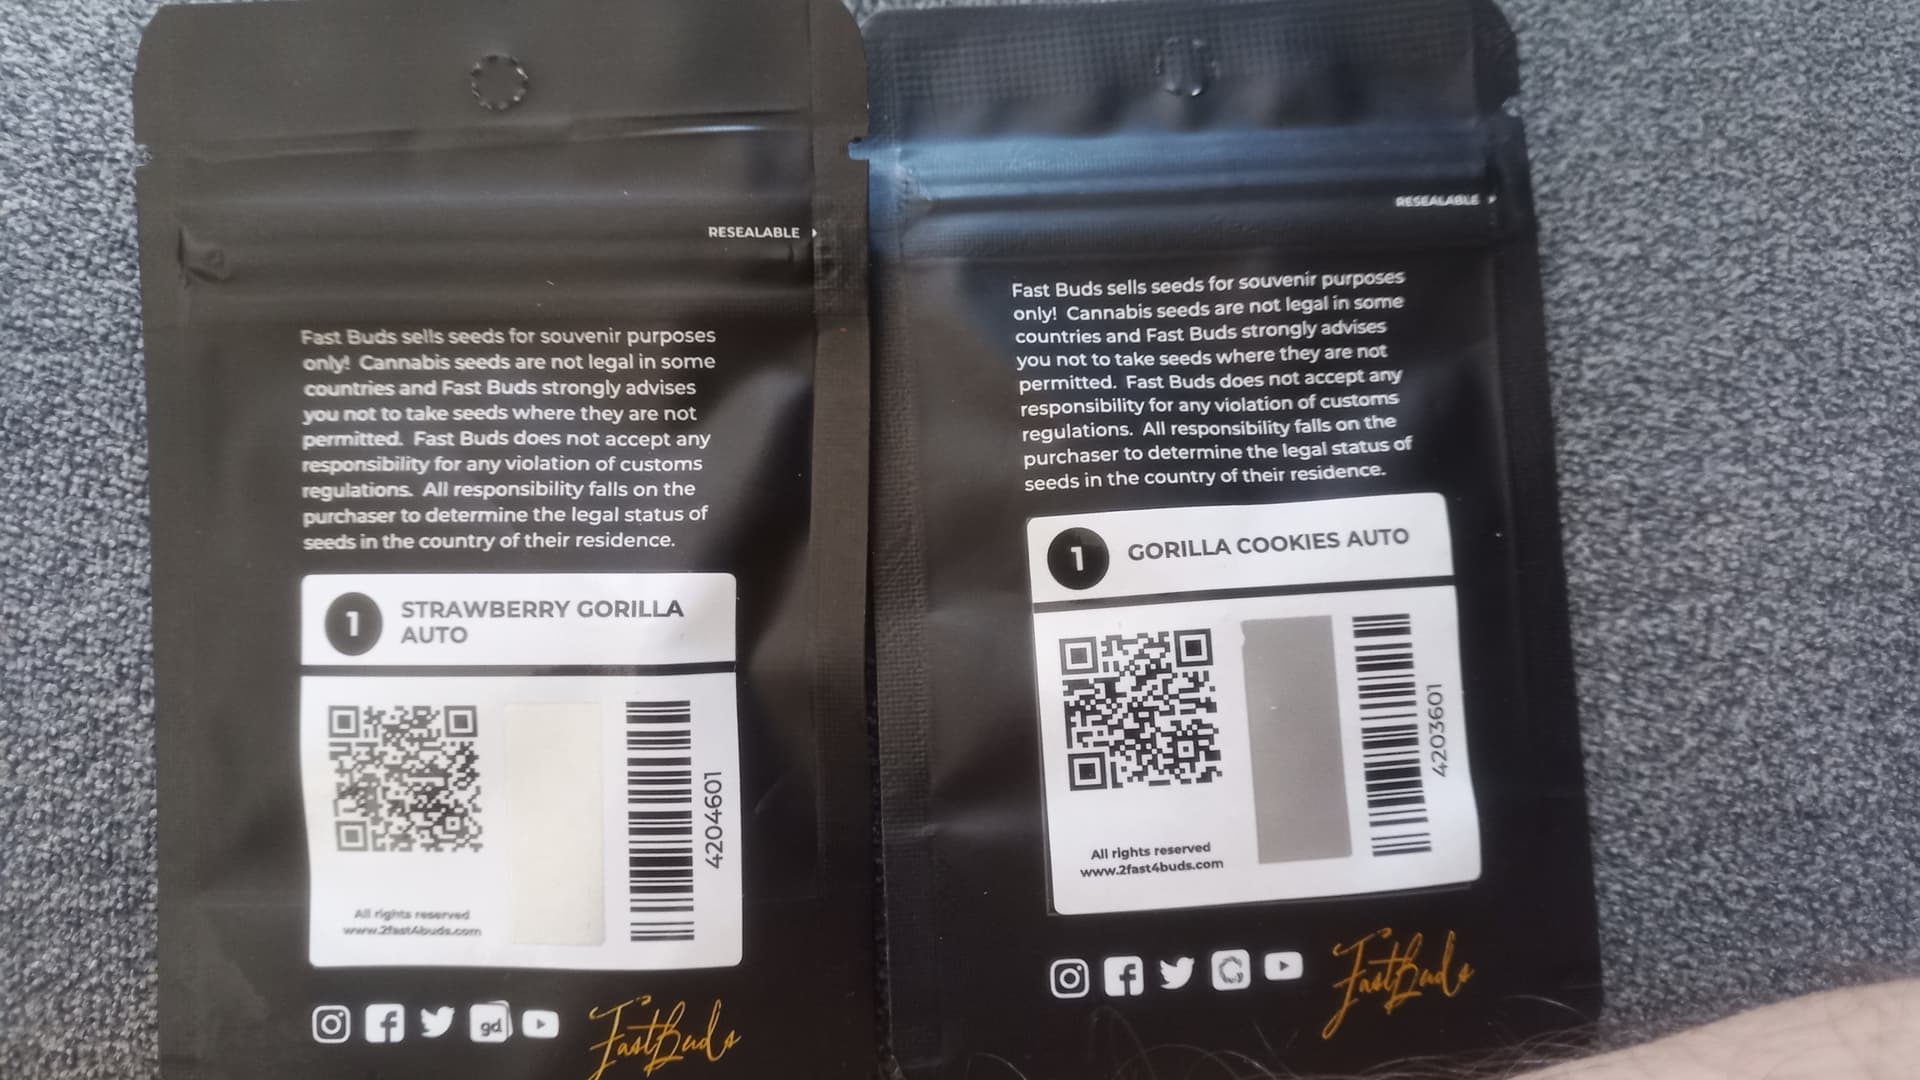 RESEALABLE
Fast Buds sells seeds for souvenir purposes
only! Cannabis seeds are not legal in some
countries and Fast Buds strongly advises
you not to take seeds where they are not
permitted. Fast Buds does not accept any
responsibility for any violation of customs
regulations. All responsibility falls on the
purchaser to determine the legal status of
seeds in the country of their residence.
1
STRAWBERRY GORILLA
AUTO
4204601
All rights reserved
www.2fast4buds.com
gd
FastBuds
RESEALABLE
Fast Buds sells seeds for souvenir purposes
only! Cannabis seeds are not legal in some
countries and Fast Buds strongly advises
you not to take seeds where they are not
permitted. Fast Buds does not accept any
responsibility for any violation of customs
regulations. All responsibility falls on the
purchaser to determine the legal status of
seeds in the country of their residence.
1
GORILLA COOKIES AUTO
4203601
All rights reserved
www.2fast4buds.com
FastBuds